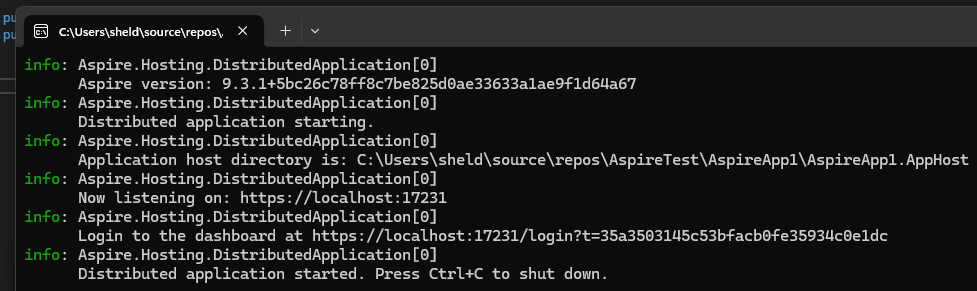 pu
pu
C:\Users\sheld\source\repos\,
info: Aspire.Hosting.DistributedApplication[0]
Aspire version: 9.3.1+5bc26c78ff8c7be825d0ae33633a1ae9f1d64a67
info: Aspire.Hosting.DistributedApplication[0]
Distributed application starting.
info: Aspire.Hosting.DistributedApplication[0]
Application host directory is: C:\Users\sheld\source\repos\AspireTest\AspireApp1\AspireApp1.AppHost
info: Aspire.Hosting.DistributedApplication[0]
Now listening on: https://localhost:17231
info: Aspire.Hosting.DistributedApplication[0]
Login to the dashboard at https://localhost:17231/login?t=35a3503145c53bfacb0fe35934c0e1dc
info: Aspire.Hosting.DistributedApplication[0]
Distributed application started. Press Ctrl+C to shut down.